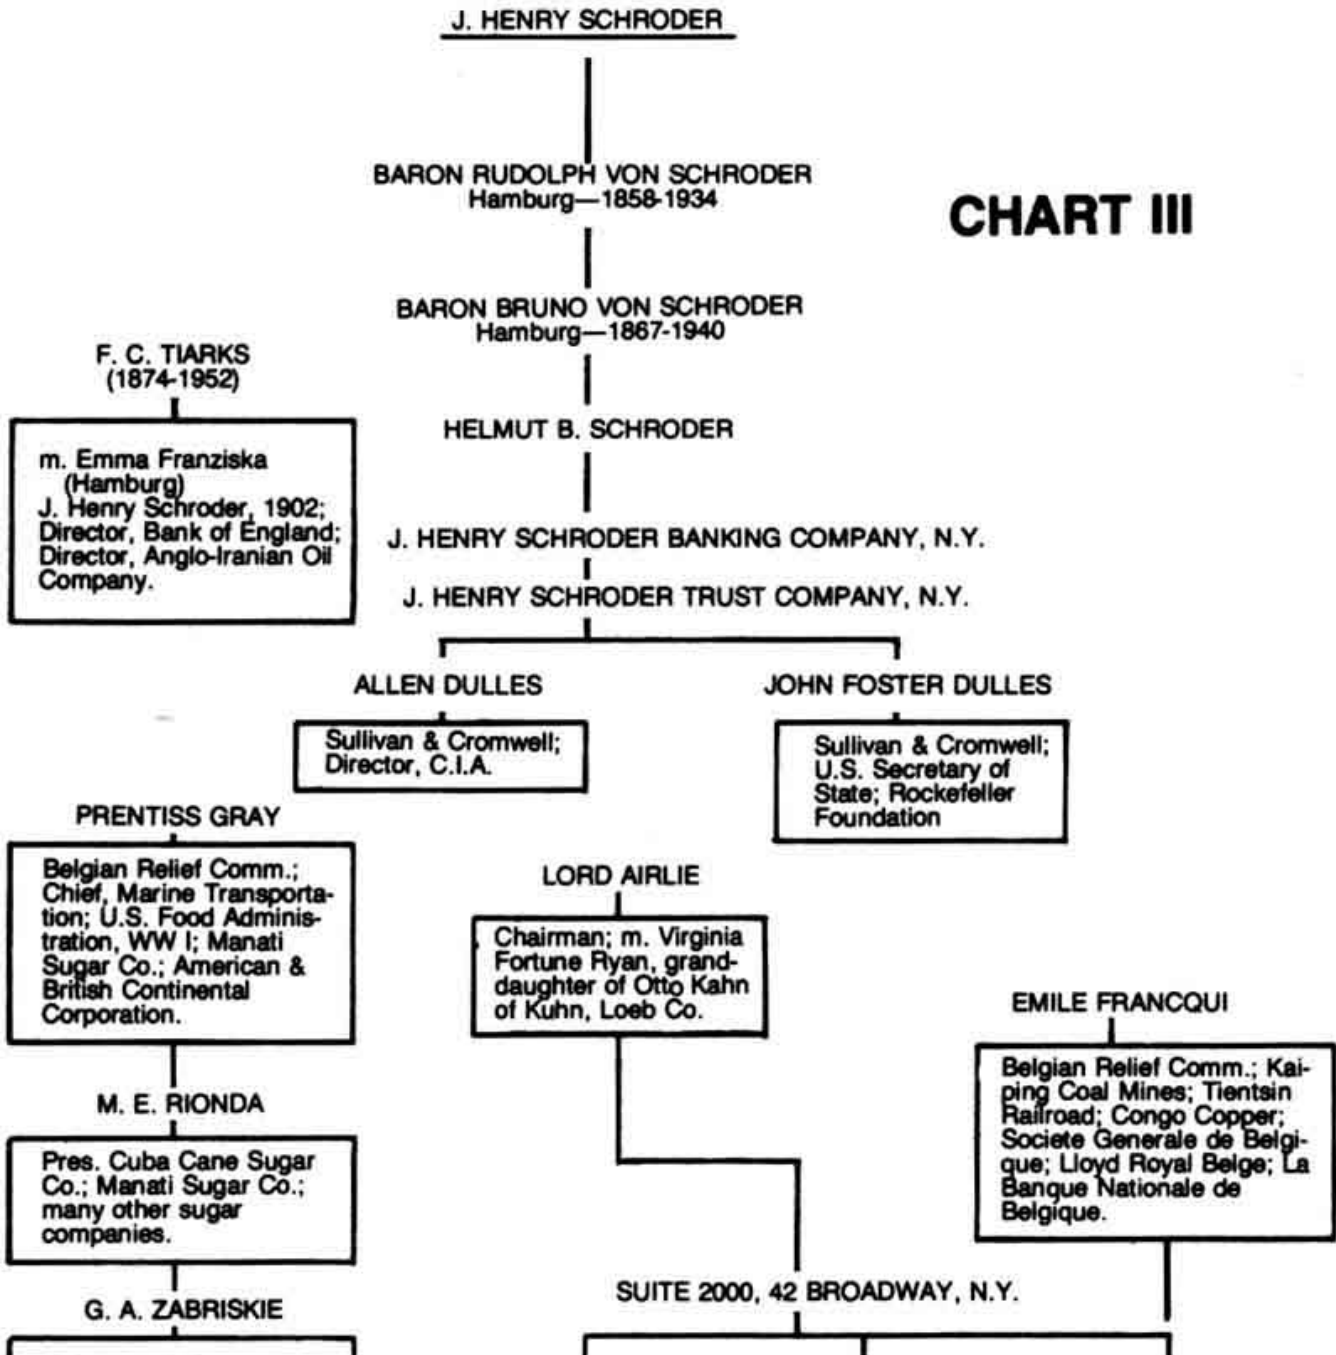 J. HENRY SCHRODER
BARON RUDOLPH VON SCHRODER
Hamburg—1858-1934
CHART III
BARON BRUNO VON SCHRODER
Hamburg—1867-1940
F. C. TIARKS
(1874-1952)
m. Emma Franziska
(Hamburg)
J. Henry Schroder, 1902;
Director, Bank of England;
Director, Anglo-Iranian Oil
Company.
HELMUT B. SCHRODER
J. HENRY SCHRODER BANKING COMPANY, N.Y.
J. HENRY SCHRODER TRUST COMPANY, N.Y.
ALLEN DULLES
Sullivan & Cromwell;
Director, C.I.A.
JOHN FOSTER DULLES
Sullivan & Cromwell;
U.S. Secretary of
State; Rockefeller
Foundation
PRENTISS GRAY
Belgian Relief Comm.;
Chief, Marine Transporta-
tion; U.S. Food Adminis-
tration, WW I; Manati
Sugar Co.; American &
British Continental
Corporation.
LORD AIRLIE
Chairman; m. Virginia
Fortune Ryan, grand-
daughter of Otto Kahn
of Kuhn, Loeb Co.
EMILE FRANCQUI
Belgian Relief Comm.; Kai-
ping Coal Mines; Tientsin
Railroad; Congo Copper;
Societe Generale de Belgi-
que; Lloyd Royal Belge; La
Banque Nationale de
Belgique.
M. E. RIONDA
Pres. Cuba Cane Sugar
Co.; Manati Sugar Co.;
many other sugar
companies.
G. A. ZABRISKIE
SUITE 2000, 42 BROADWAY, N.Y.